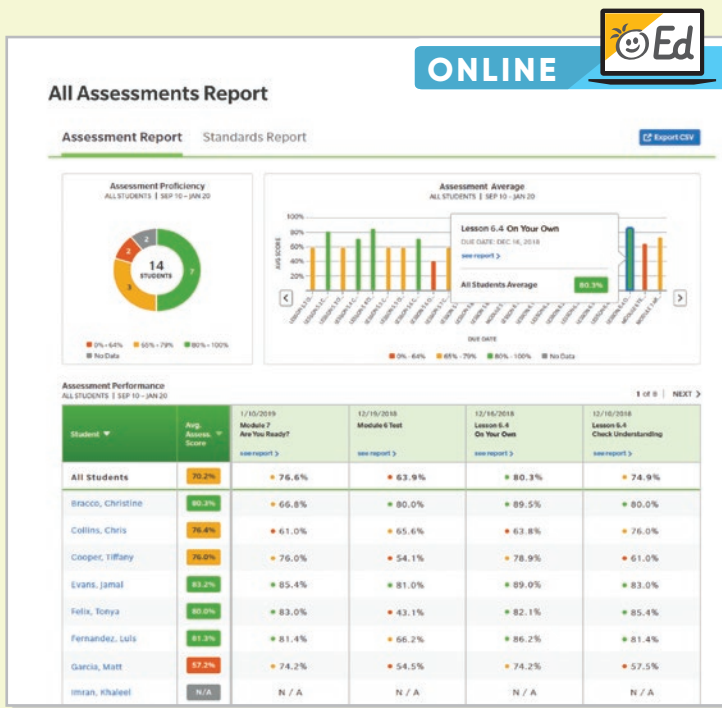 Ed
ONLINE
All Assessments Report
Assessment Report Standards Report
Export CSV
Assessment Proficiency
ALL STUDENTS | SEP 10 – JAN 20
2
2
14
STUDENTS
7
3
0% - 64% 65% - 79% 80% - 100%
No Data
Assessment Average
ALL STUDENTS | SEP 10 – JAN 20
AVG SCORE
100%
80%
60%
40%
20%
Lesson 6.4 On Your Own
DUE DATE: DEC 16, 2018
see report >
All Students Average 80.3%
DUE DATE
0% - 64% 65% - 79% 80% - 100% No Data
Assessment Performance
ALL STUDENTS | SEP 10 – JAN 20
1 of 8 | NEXT >
Student Avg. Assess. Score
1/10/2019 12/19/2018 12/16/2018 12/10/2018
Module 7 Module 6 Test Lesson 6.4 Lesson 6.4
Are You Ready? On Your Own Check Understanding
see report > see report > see report > see report >
All Students 70.2% 76.6% 63.9% 80.3% 74.9%
Bracco, Christine 80.3% 66.8% 80.0% 89.5% 80.0%
Collins, Chris 76.4% 61.0% 65.6% 63.8% 76.0%
Cooper, Tiffany 76.0% 76.0% 54.1% 78.9% 61.0%
Evans, Jamal 83.2% 85.4% 81.0% 89.0% 83.0%
Felix, Tonya 80.0% 83.0% 43.1% 82.1% 85.4%
Fernandez, Luis 81.3% 81.4% 66.2% 86.2% 81.4%
Garcia, Matt 57.2% 74.2% 54.5% 74.2% 57.5%
Imran, Khaleel N/A N / A N / A N / A N / A